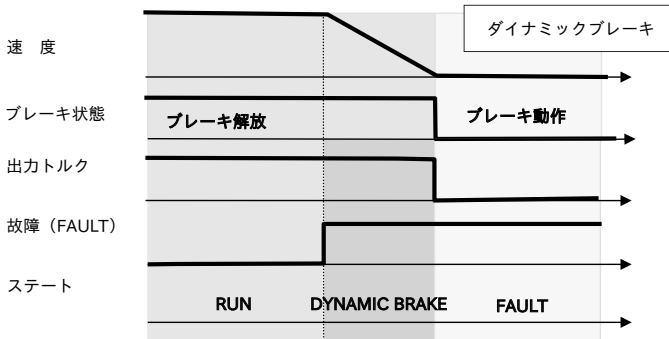 ダイナミックブレーキ
速　度
ブレーキ状態
ブレーキ解放
ブレーキ動作
出力トルク
故障（FAULT）
ステート
RUN
DYNAMIC BRAKE
FAULT